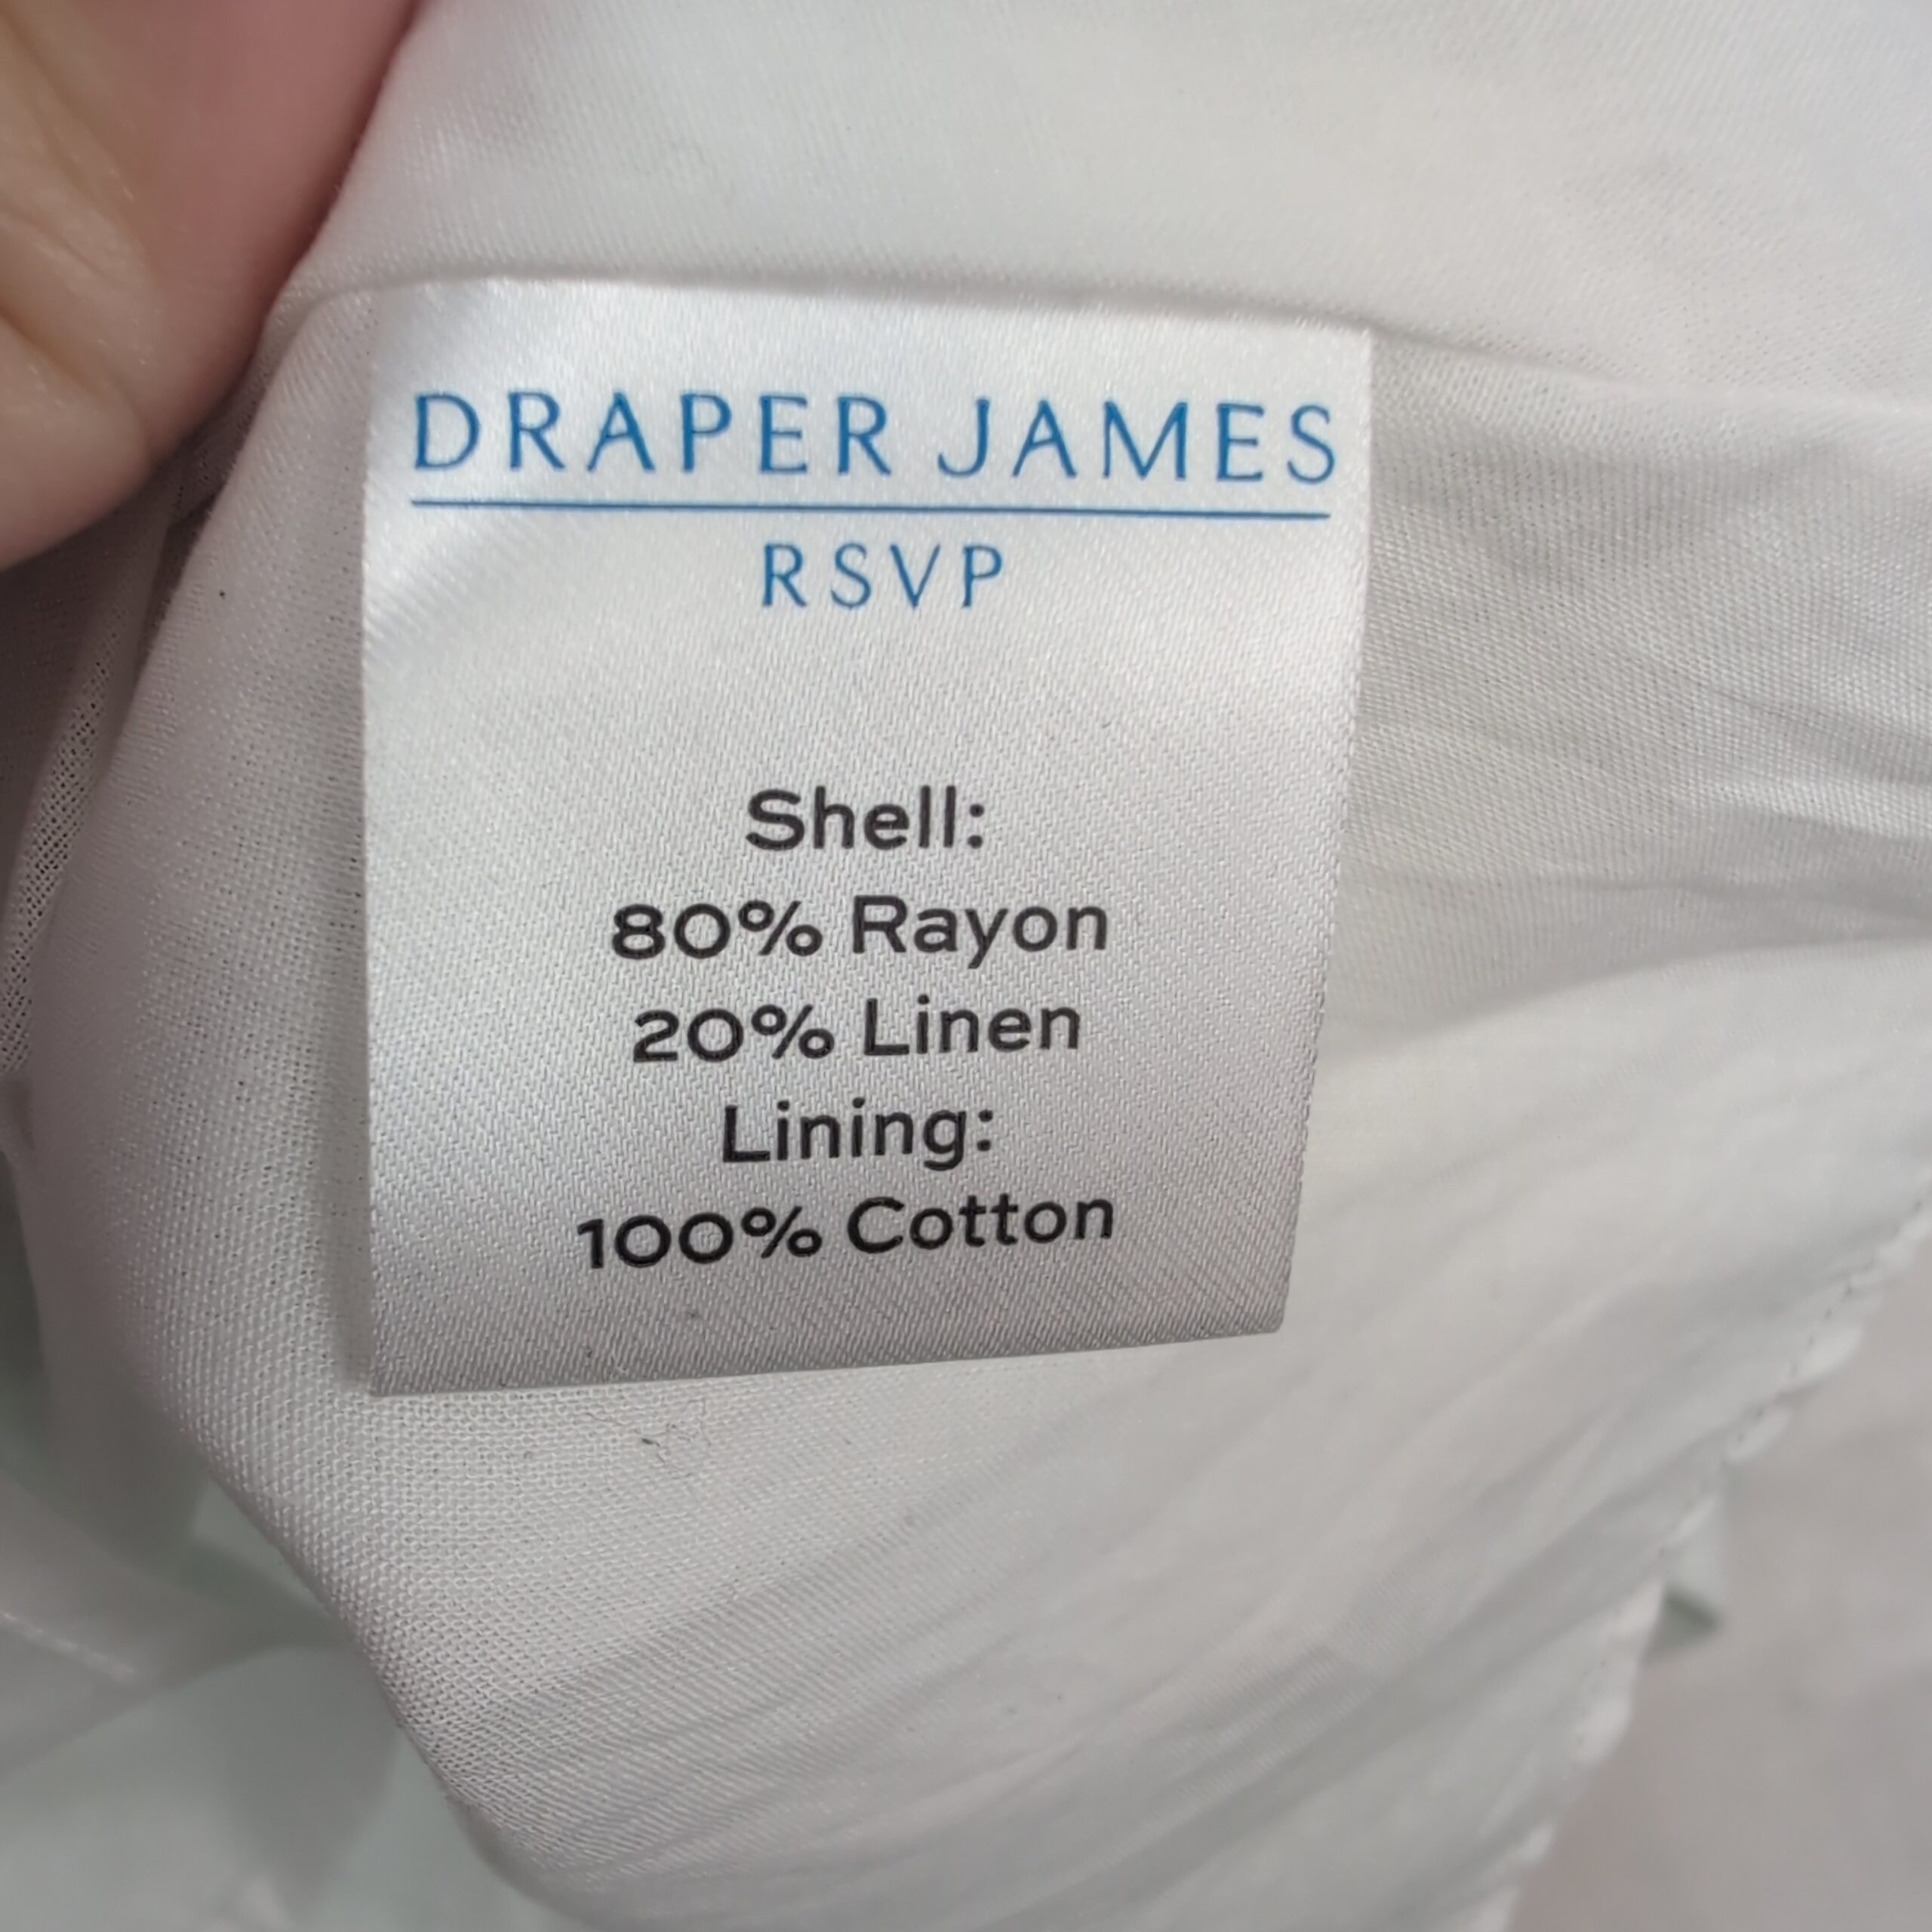 DRAPER JAMES
RSVP
Shell:
80% Rayon
20% Linen
Lining:
100% Cotton